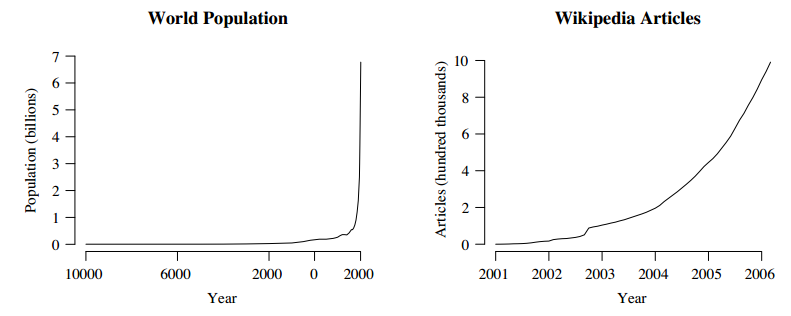 World Population
Population (billions)
7
6
5
4
3
2
1
0
10000 6000 2000 0 2000
Year
Wikipedia Articles
Articles (hundred thousands)
10
8
6
4
2
0
2001 2002 2003 2004 2005 2006
Year